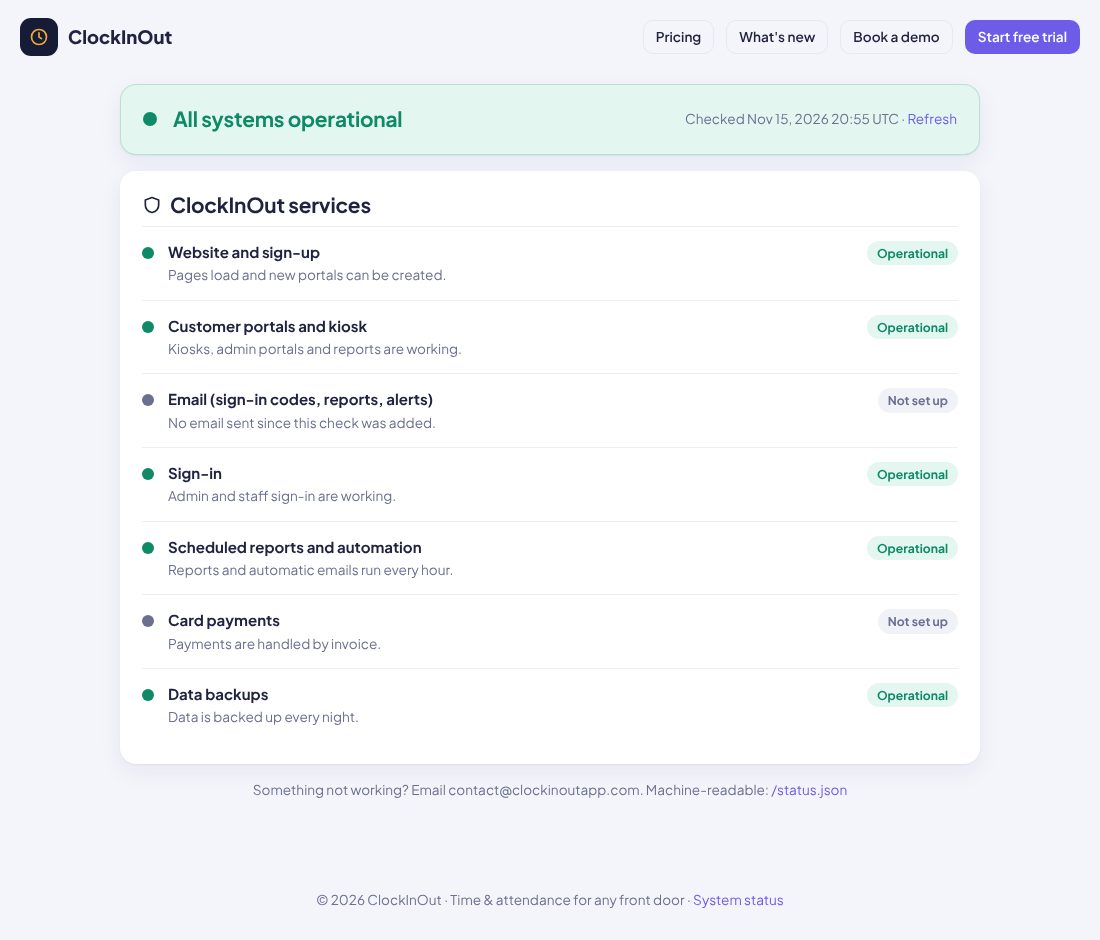 ClockInOut
Pricing
What's new
Book a demo
Start free trial
All systems operational
Checked Nov 15, 2026 20:55 UTC · Refresh
ClockInOut services
Website and sign-up
Operational
Pages load and new portals can be created.
Customer portals and kiosk
Operational
Kiosks, admin portals and reports are working.
Email (sign-in codes, reports, alerts)
Not set up
No email sent since this check was added.
Sign-in
Operational
Admin and staff sign-in are working.
Scheduled reports and automation
Operational
Reports and automatic emails run every hour.
Card payments
Not set up
Payments are handled by invoice.
Data backups
Operational
Data is backed up every night.
Something not working? Email contact@clockinoutapp.com. Machine-readable: /status.json
© 2026 ClockInOut · Time & attendance for any front door · System status